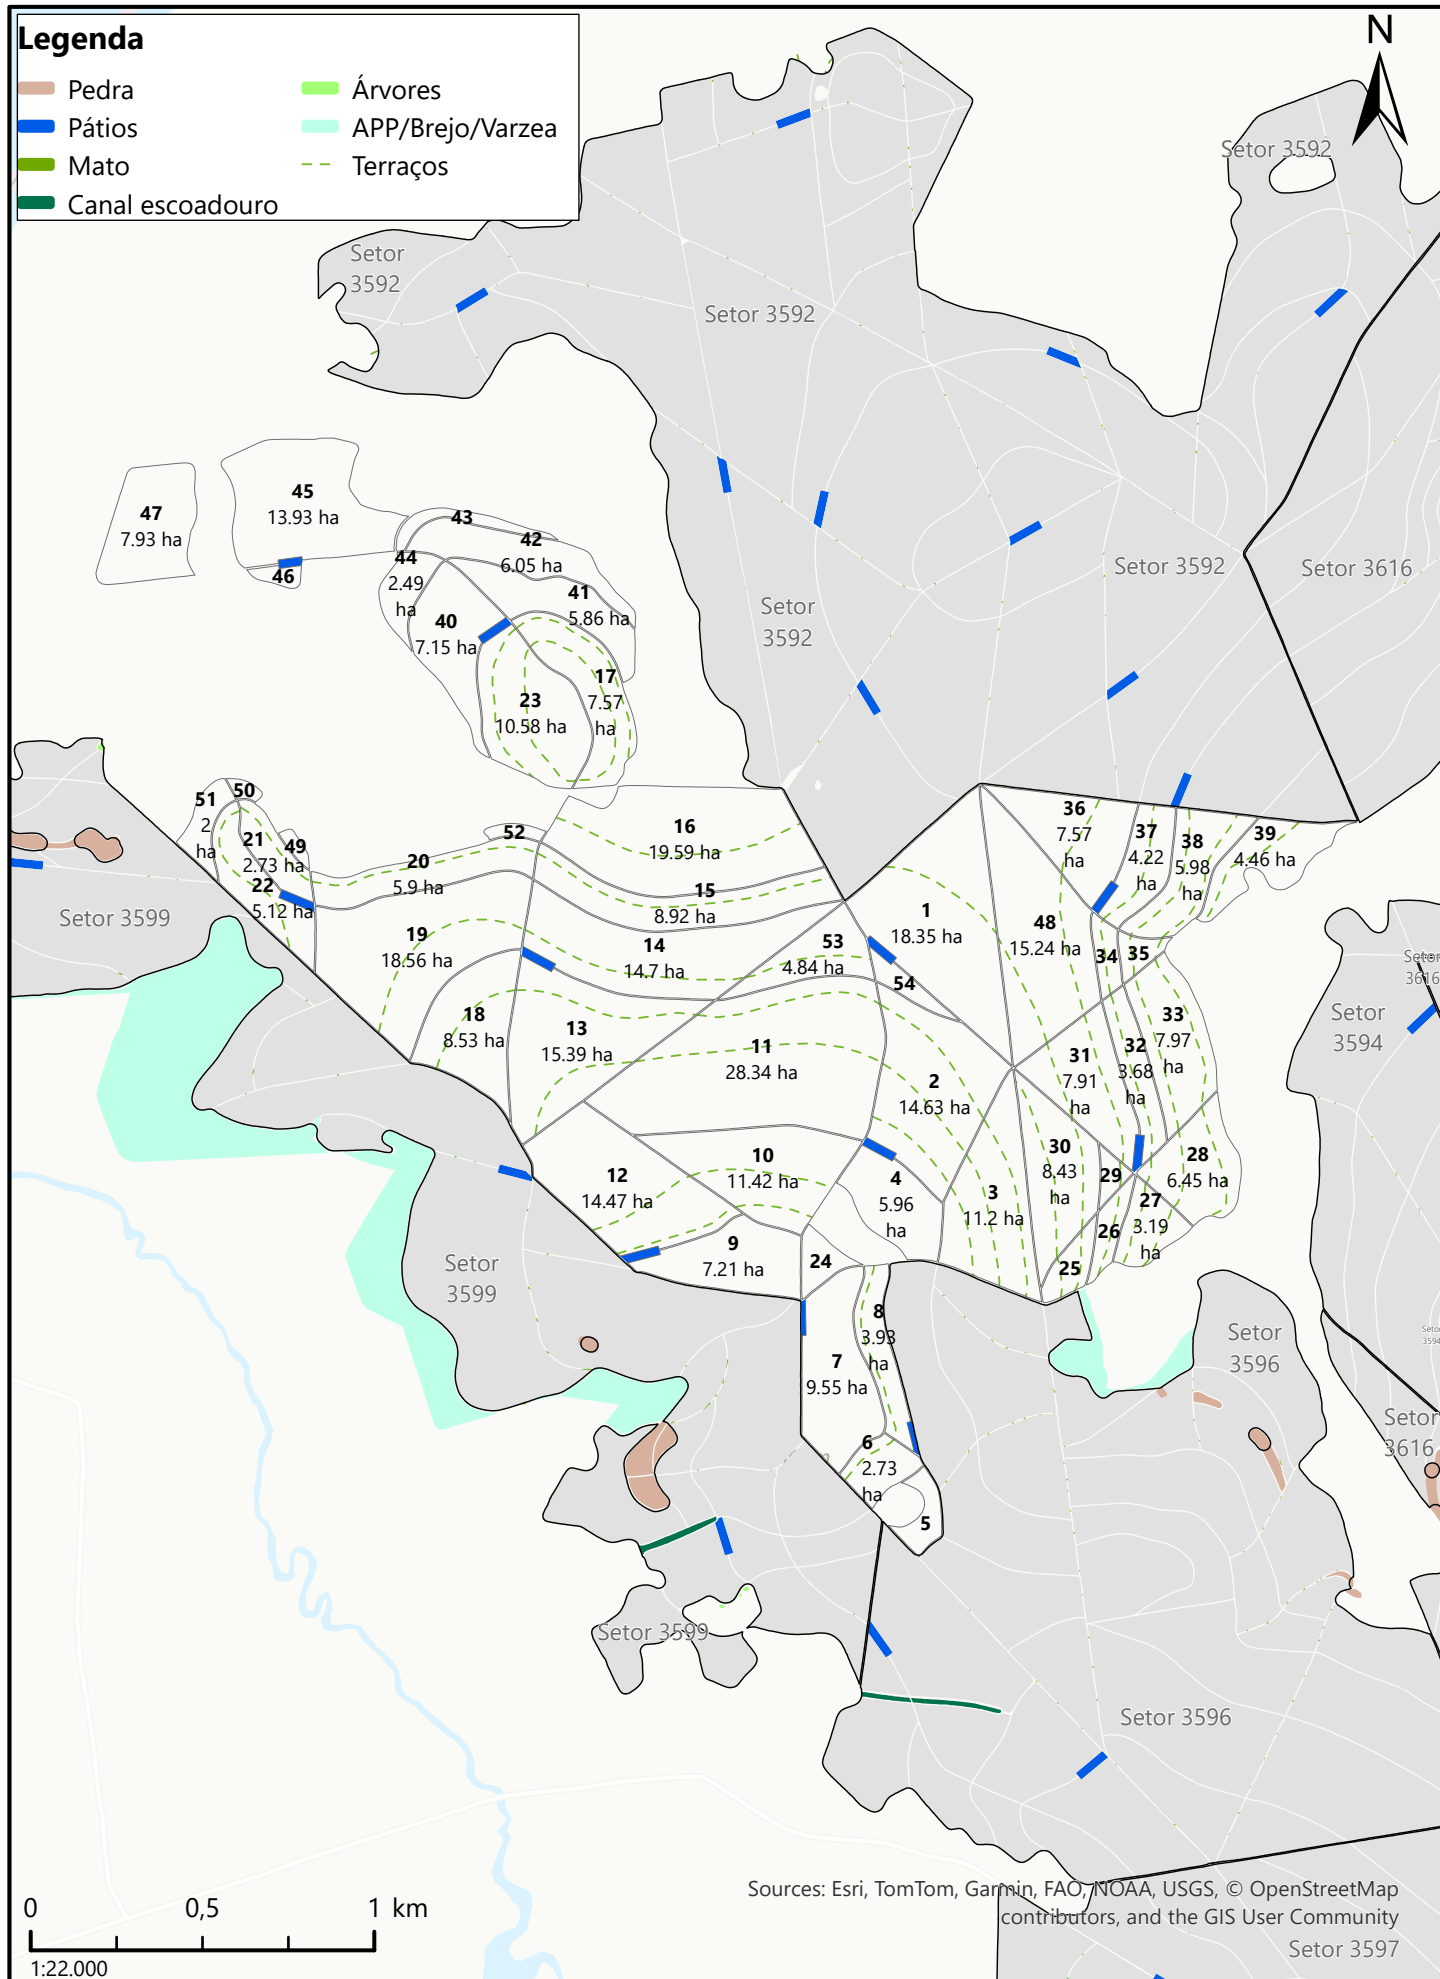 Legenda
Pedra
Pátios
Mato
Canal escoadouro
Árvores
APP/Brejo/Varzea
Terraços
N
Setor 3592
Setor
3592
Setor 3592
45
13.93 ha
47
7.93 ha
43
42
6.05 ha
44
2.49
ha
46
41
5.86 ha
40
7.15 ha
Setor 3592
Setor 3616
Setor
3592
17
7.57
ha
23
10.58 ha
50
51
2
ha
21
2.73 ha
49
52
16
19.59 ha
36
7.57
ha
37
4.22
ha
38
5.98
ha
39
4.46 ha
20
5.9 ha
22
5.12 ha
15
8.92 ha
Setor 3599
19
18.56 ha
14
14.7 ha
53
4.84 ha
1
18.35 ha
48
15.24 ha
34
35
54
Setor
3616
18
8.53 ha
13
15.39 ha
11
28.34 ha
2
14.63 ha
31
7.91
ha
32
3.68
ha
33
7.97
ha
Setor
3594
12
14.47 ha
10
11.42 ha
4
5.96
ha
3
11.2 ha
30
8.43
ha
29
28
6.45 ha
27
3.19
ha
26
25
9
7.21 ha
24
Setor
3599
8
3.93
ha
7
9.55 ha
Setor
3596
Setor
3594
Setor
3616
6
2.73
ha
5
Setor 3599
Setor 3596
0
0,5
1 km
1:22.000
Sources: Esri, TomTom, Garmin, FAO, NOAA, USGS, © OpenStreetMap
contributors, and the GIS User Community
Setor 3597